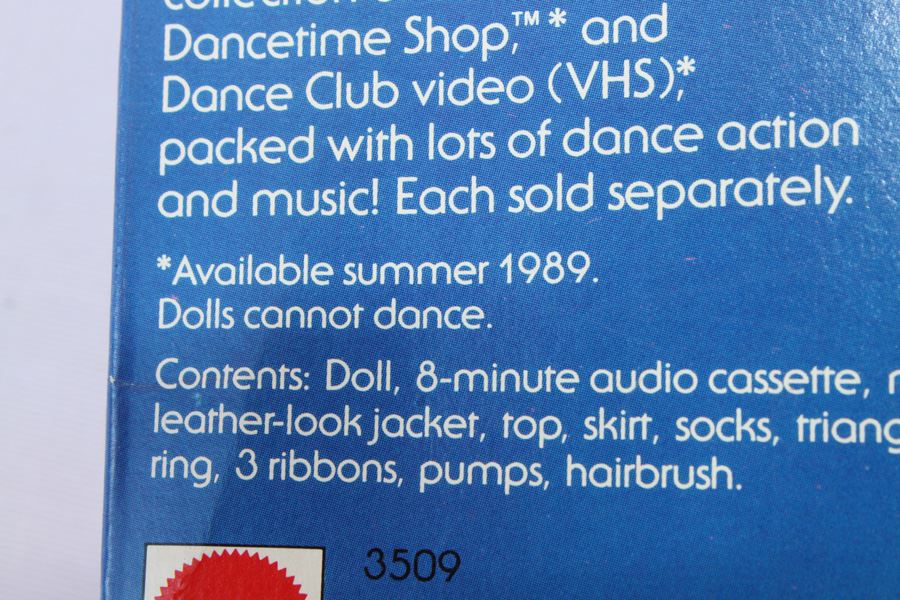 Dancetime Shop,™* and
Dance Club video (VHS)*,
packed with lots of dance action
and music! Each sold separately.
*Available summer 1989.
Dolls cannot dance.
Contents: Doll, 8-minute audio cassette,
leather-look jacket, top, skirt, socks,
ring, 3 ribbons, pumps, hairbrush.
3509